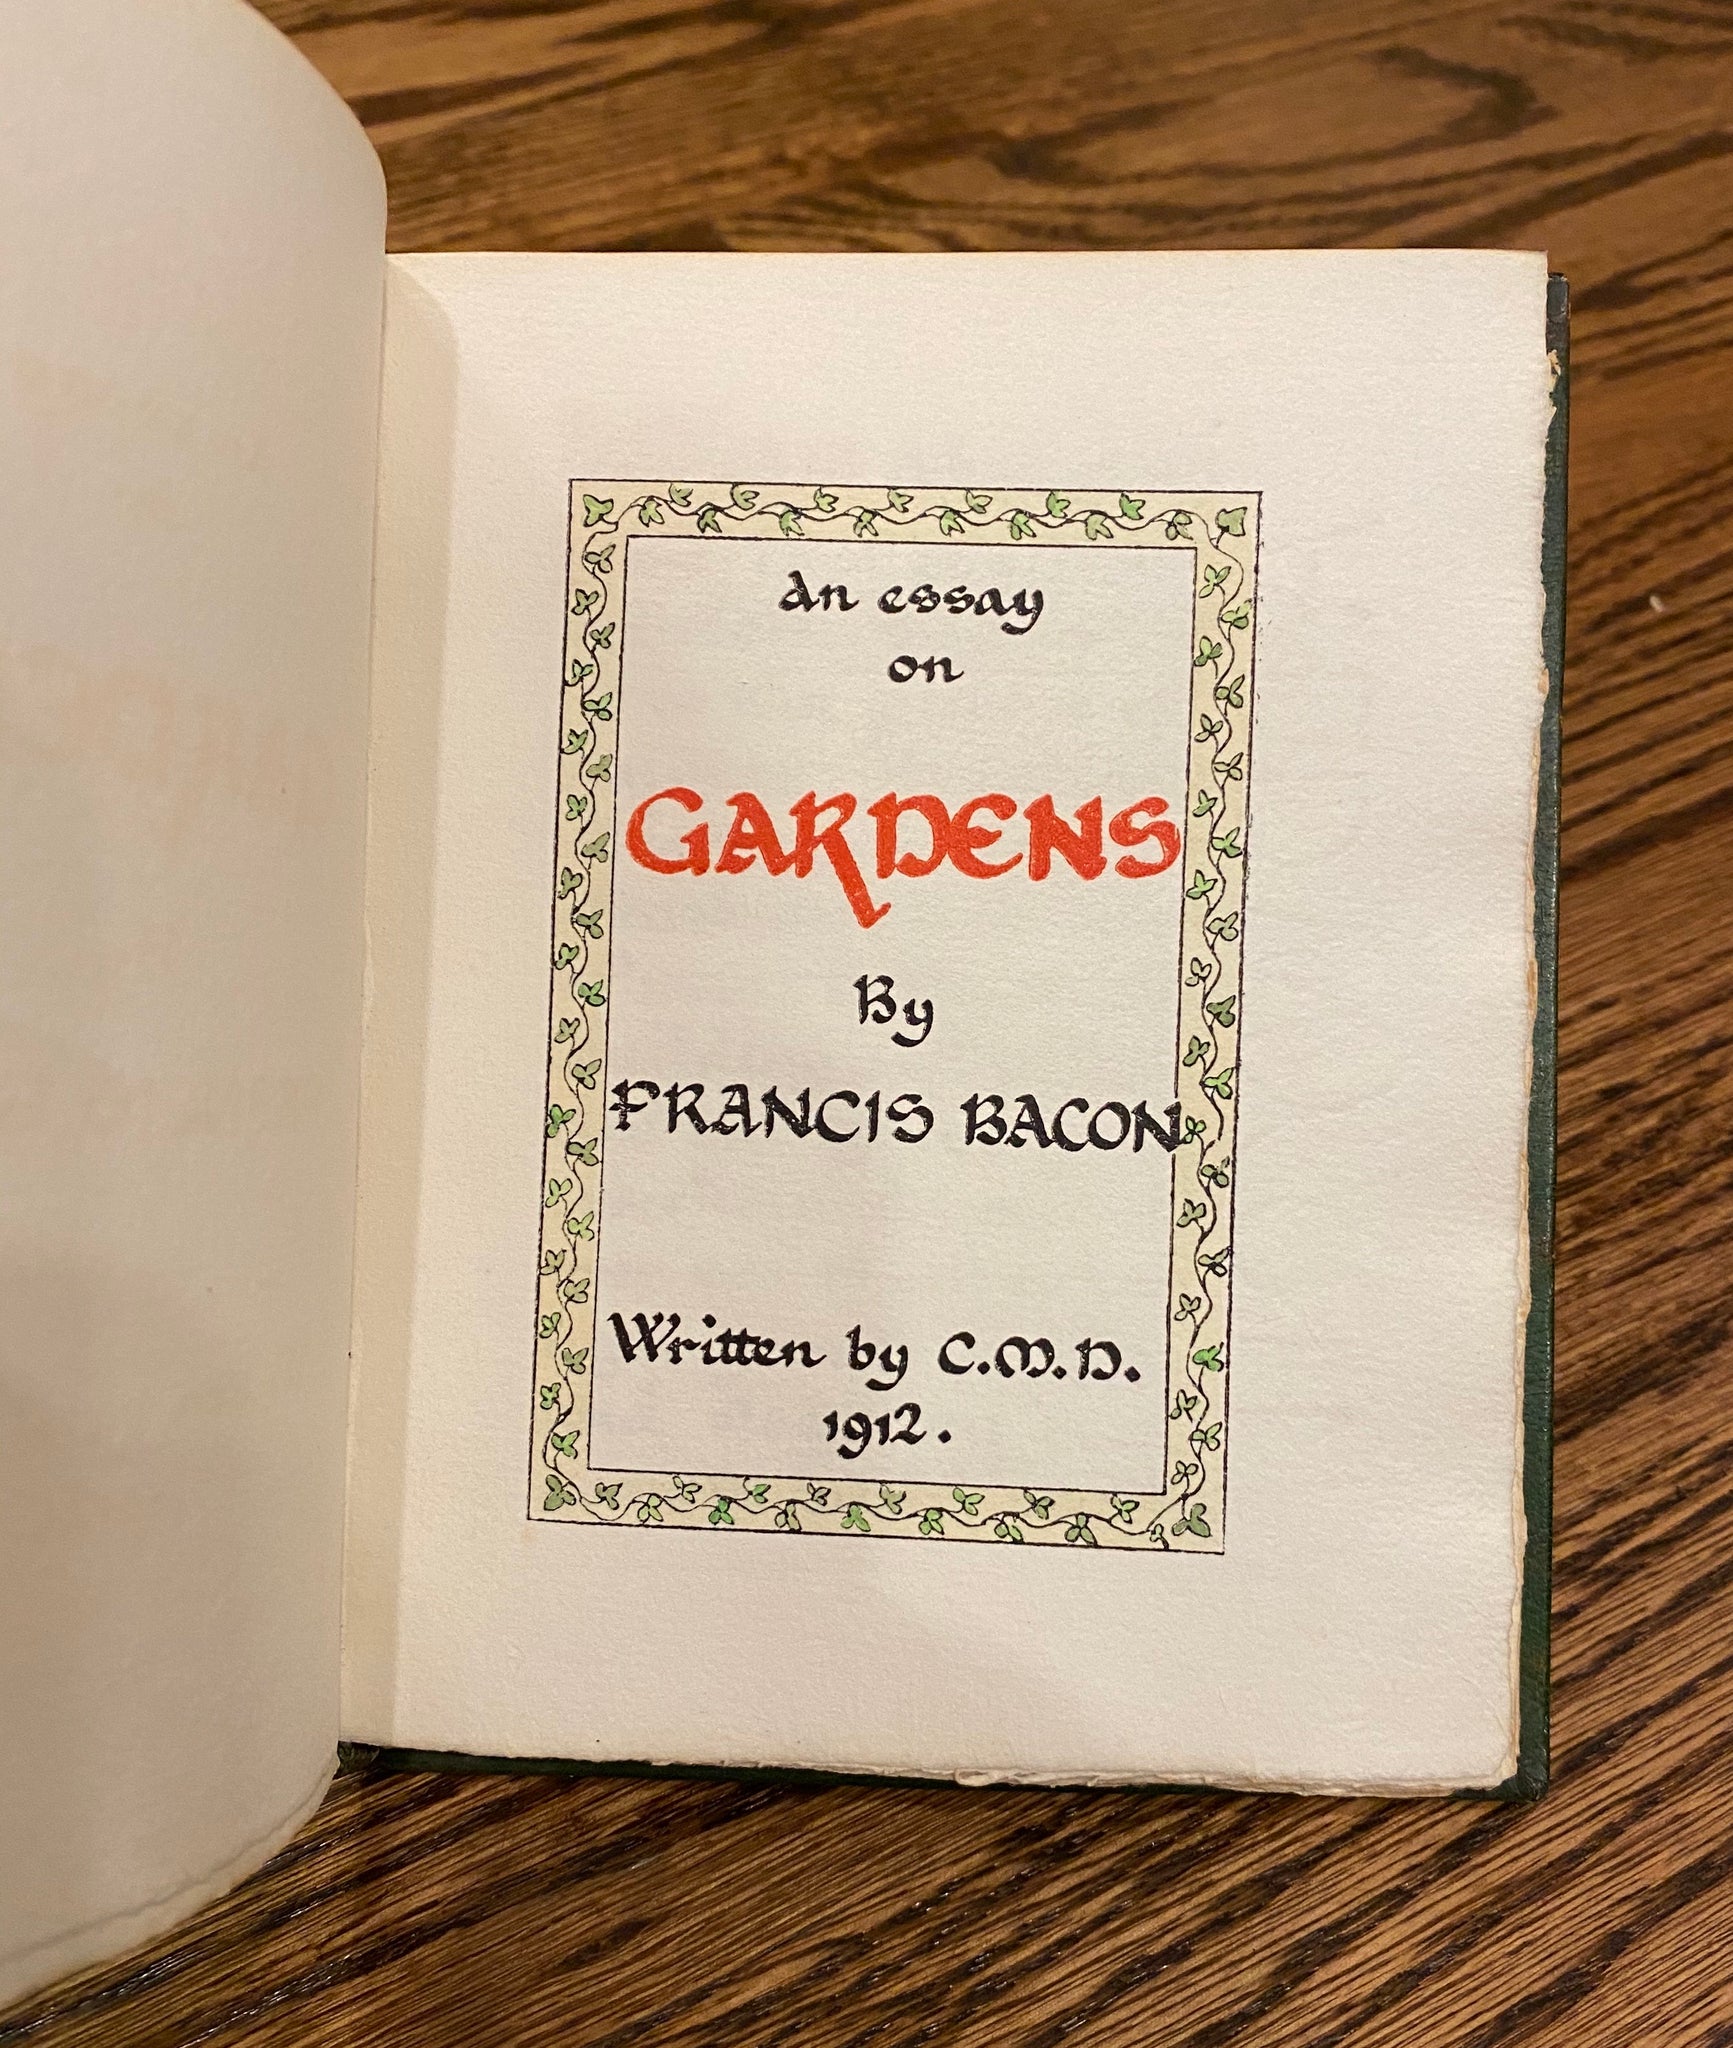 An essay
on
GARDENS
By
FRANCIS BACON
Written by C.M.D.
1912.